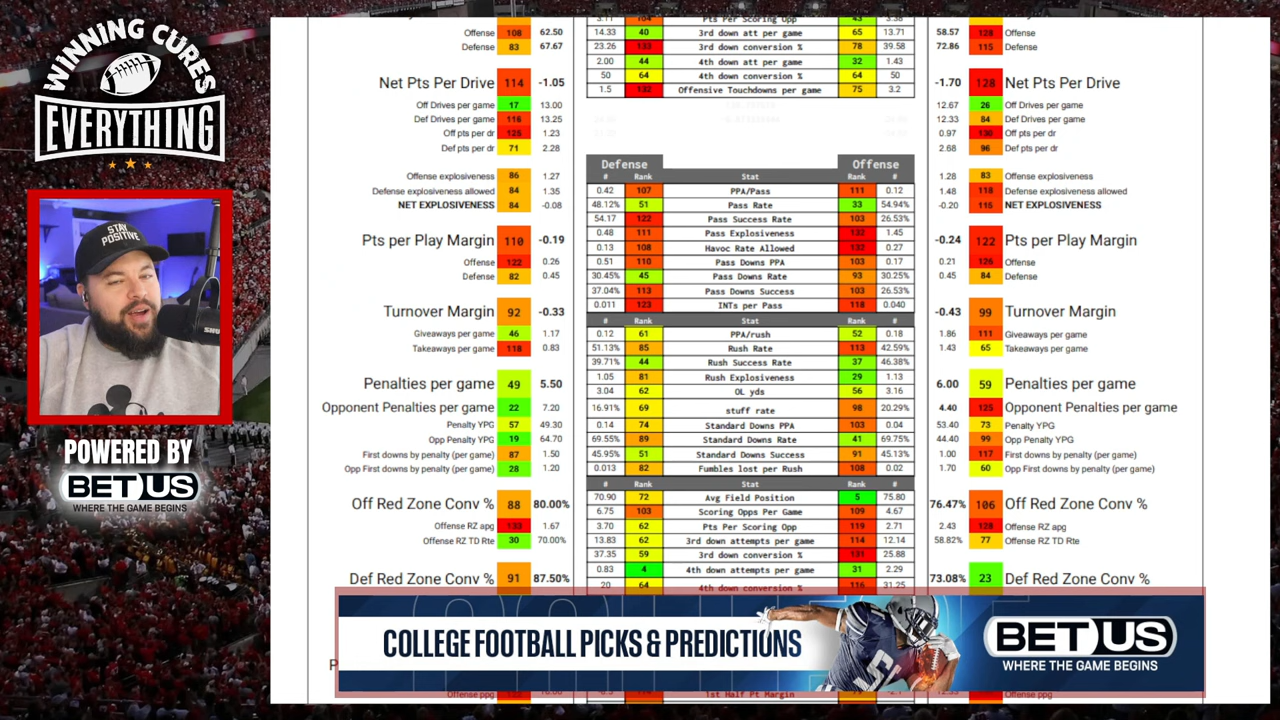 WINNING CURES
EVERYTHING
STAY
POSITIVE
POWERED BY
BETUS
WHERE THE GAME BEGINS
Offense 108 62.50
Defense 83 67.67
Net Pts Per Drive 114 -1.05
Off Drives per game 17 13.00
Def Drives per game 116 13.25
Off pts per dr 125 1.23
Def pts per dr 71 2.28
Offense explosiveness 86 1.27
Defense explosiveness allowed 84 1.35
NET EXPLOSIVENESS 84 -0.08
Pts per Play Margin 110 -0.19
Offense 122 0.26
Defense 82 0.45
Turnover Margin 92 -0.33
Giveaways per game 46 1.17
Takeaways per game 118 0.83
Penalties per game 49 5.50
Opponent Penalties per game 22 7.20
Penalty YPG 57 49.30
Opp Penalty YPG 19 64.70
First downs by penalty (per game) 87 1.50
Opp First downs by penalty (per game) 28 1.20
Off Red Zone Conv % 88 80.00%
Offense RZ apg 133 1.67
Offense RZ TD Rte 30 70.00%
Def Red Zone Conv % 91 87.50%
3.11 104 Pts Per Scoring Opp 43 3.38
14.33 40 3rd down att per game 65 13.71
23.26 133 3rd down conversion % 78 39.58
2.00 44 4th down att per game 32 1.43
50 64 4th down conversion % 64 50
1.5 132 Offensive Touchdowns per game 75 3.2
Defense Offense
# Rank Stat Rank #
0.42 107 PPA/Pass 111 0.12
48.12% 51 Pass Rate 33 54.94%
54.17 122 Pass Success Rate 103 26.53%
0.48 111 Pass Explosiveness 132 1.45
0.13 108 Havoc Rate Allowed 132 0.27
0.51 110 Pass Downs PPA 103 0.17
30.45% 45 Pass Downs Rate 93 30.25%
37.04% 113 Pass Downs Success 103 26.53%
0.011 123 INTs per Pass 118 0.040
# Rank Stat Rank #
0.12 61 PPA/rush 52 0.18
51.13% 85 Rush Rate 113 42.59%
39.71% 44 Rush Success Rate 37 46.38%
1.05 81 Rush Explosiveness 29 1.13
3.04 62 OL yds 56 3.16
16.91% 69 stuff rate 98 20.29%
0.14 74 Standard Downs PPA 103 0.04
69.55% 89 Standard Downs Rate 41 69.75%
45.95% 51 Standard Downs Success 91 45.13%
0.013 82 Fumbles lost per Rush 108 0.02
# Rank Stat Rank #
70.90 72 Avg Field Position 5 75.80
6.75 103 Scoring Opps Per Game 109 4.67
3.70 62 Pts Per Scoring Opp 119 2.71
13.83 62 3rd down attempts per game 114 12.14
37.35 59 3rd down conversion % 131 25.88
0.83 4 4th down attempts per game 31 2.29
20 64 4th down conversion % 116 31.25
58.57 128 Offense
72.86 115 Defense
-1.70 128 Net Pts Per Drive
12.67 26 Off Drives per game
12.33 84 Def Drives per game
0.97 130 Off pts per dr
2.68 96 Def pts per dr
1.28 83 Offense explosiveness
1.48 118 Defense explosiveness allowed
-0.20 115 NET EXPLOSIVENESS
-0.24 122 Pts per Play Margin
0.21 126 Offense
0.45 84 Defense
-0.43 99 Turnover Margin
1.86 111 Giveaways per game
1.43 65 Takeaways per game
6.00 59 Penalties per game
4.40 125 Opponent Penalties per game
53.40 73 Penalty YPG
44.40 99 Opp Penalty YPG
1.00 117 First downs by penalty (per game)
1.70 60 Opp First downs by penalty (per game)
76.47% 106 Off Red Zone Conv %
2.43 128 Offense RZ apg
58.82% 77 Offense RZ TD Rte
73.08% 23 Def Red Zone Conv %
COLLEGE FOOTBALL PICKS & PREDICTIONS
BETUS
WHERE THE GAME BEGINS
Offense ppg
1st Half Pt Margin
Offense ppg